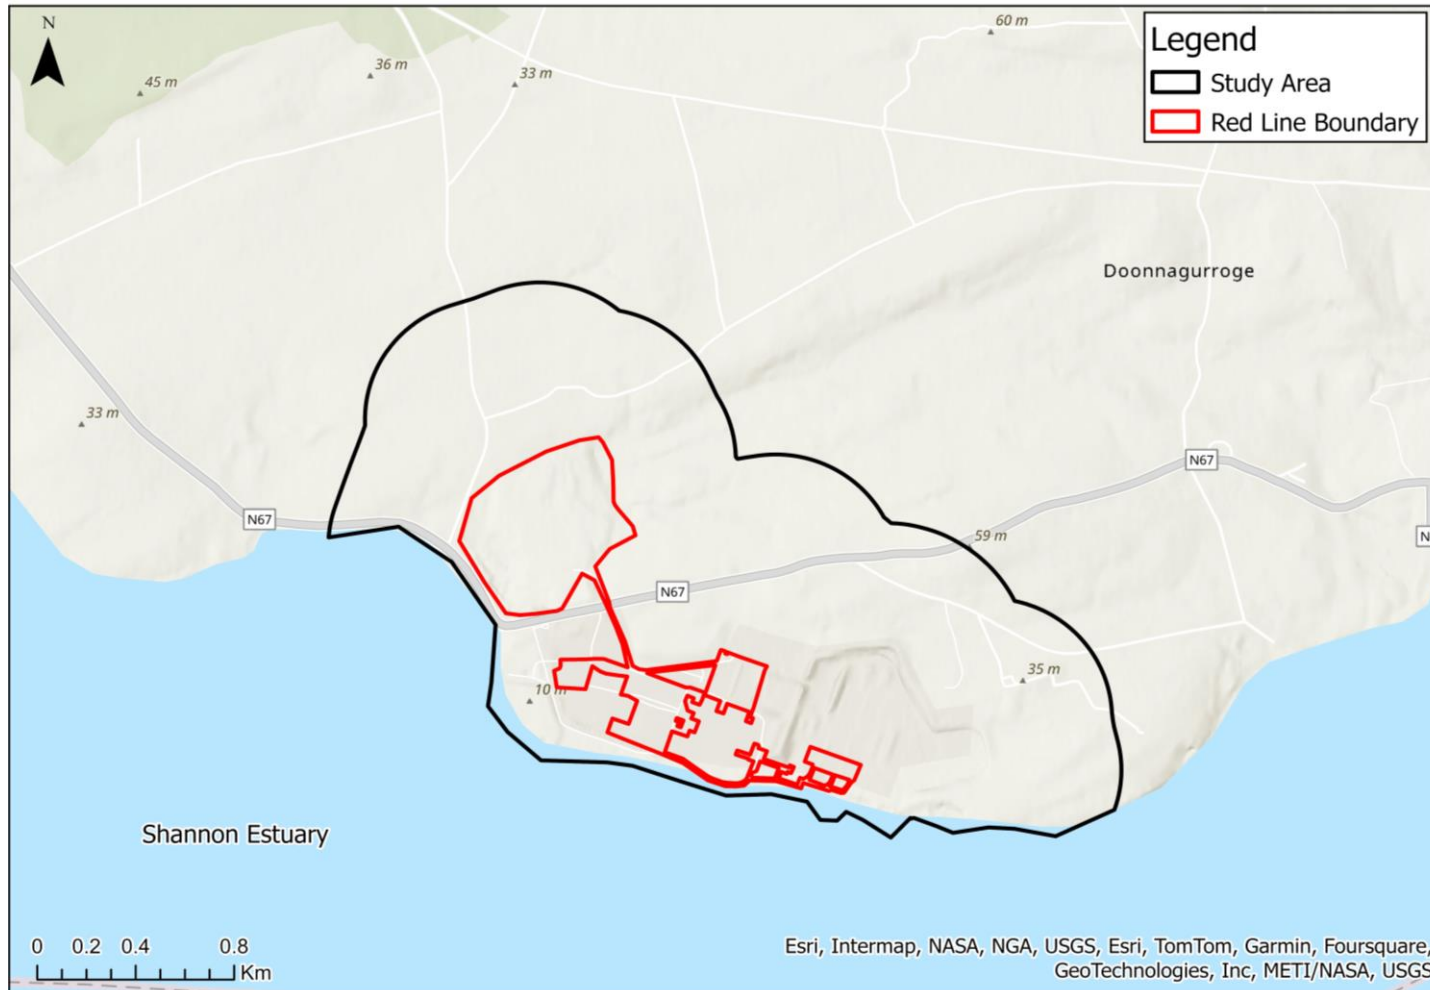 N
60 m
36 m
33 m
45 m
Legend
Study Area
Red Line Boundary
Doonnagurroge
33 m
N67
N67
59 m
N67
N
35 m
10 m
Shannon Estuary
0 0.2 0.4 0.8
Km
Esri, Intermap, NASA, NGA, USGS, Esri, TomTom, Garmin, Foursquare,
GeoTechnologies, Inc, METI/NASA, USGS